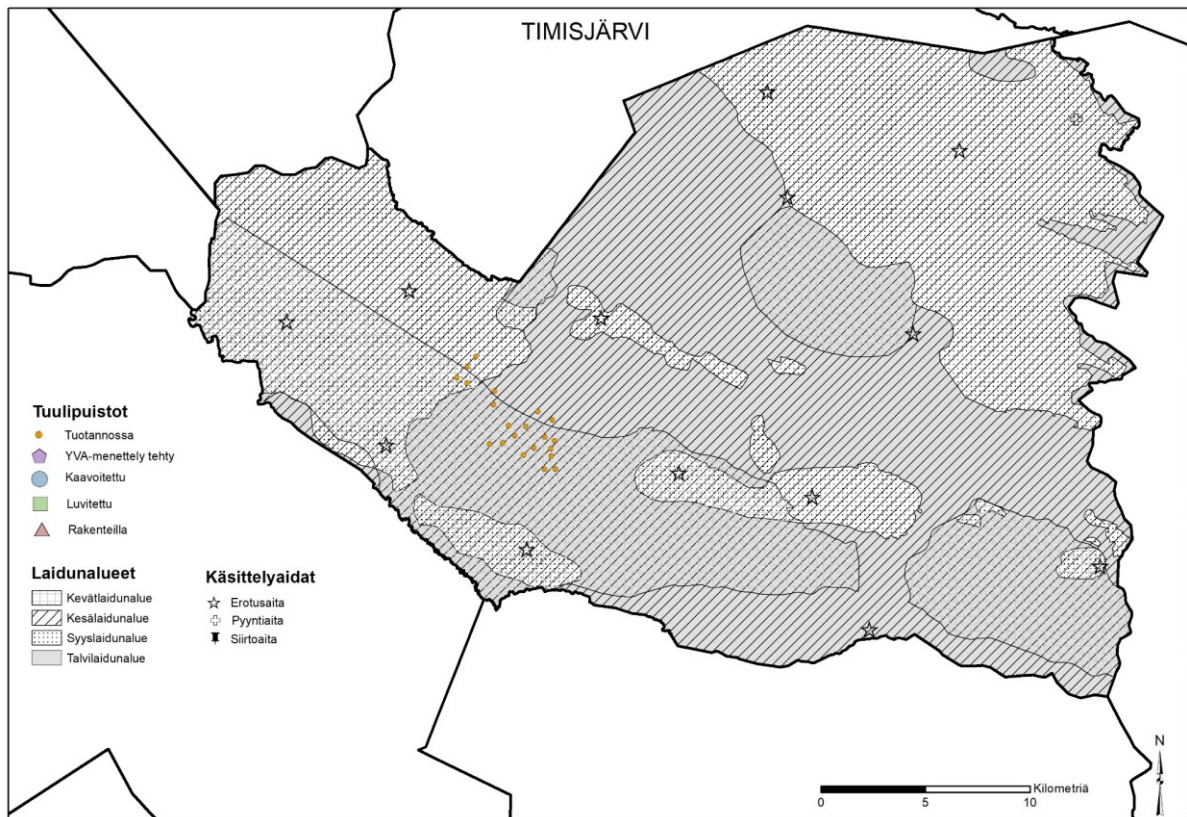 TIMISJÄRVI
Tuulipuistot
Tuotannossa
YVA-menettely tehty
Kaavoitettu
Luvitettu
Rakenteilla
Laidunalueet
Kevätlaidunalue
Kesälaidunalue
Syyslaidunalue
Talvilaidunalue
Käsittelyaidat
Erotusaita
Pyyntiaita
Siirtoaita
N
Kilometriä
0 5 10